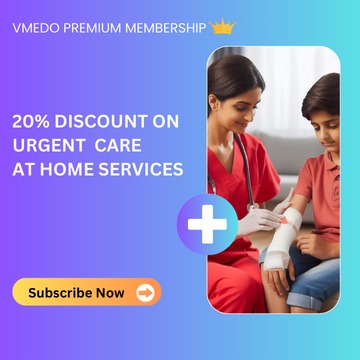 VMEDO PREMIUM MEMBERSHIP
20% DISCOUNT ON
URGENT CARE
AT HOME SERVICES
Subscribe Now